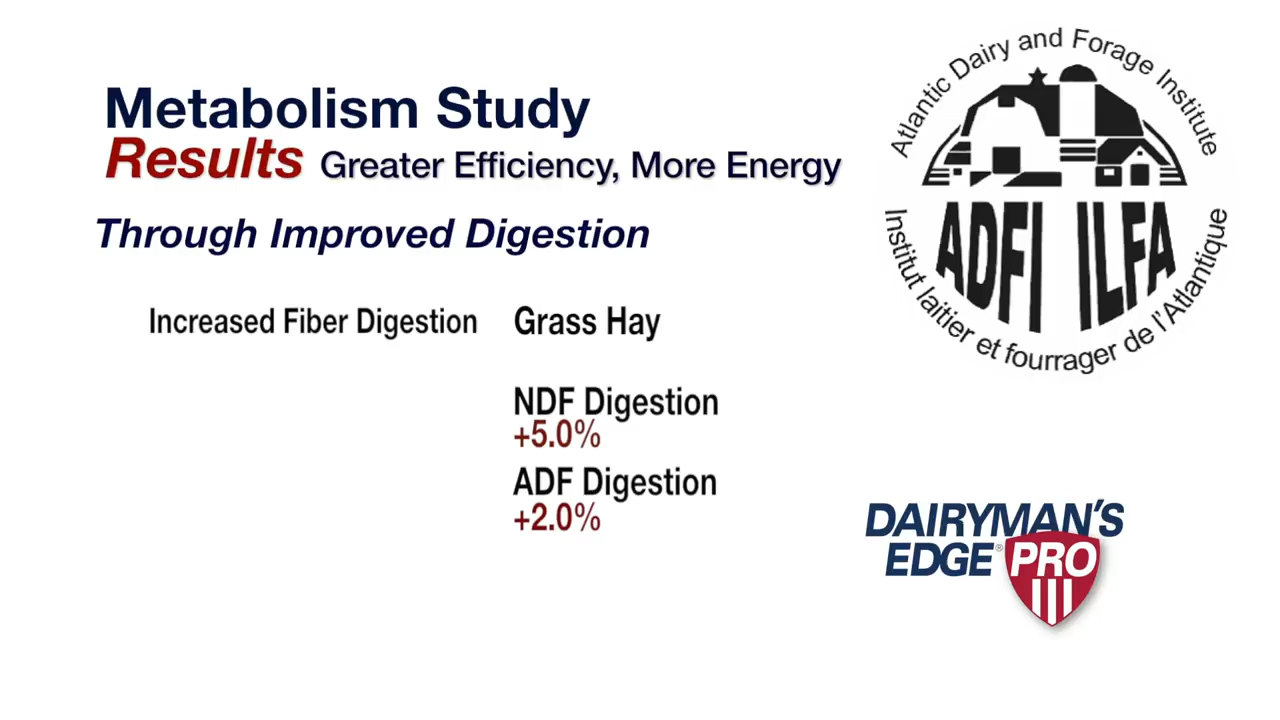 Metabolism Study
Results Greater Efficiency, More Energy
Through Improved Digestion
Increased Fiber Digestion Grass Hay
NDF Digestion
+5.0%
ADF Digestion
+2.0%
Atlantic Dairy and Forage Institute
ADFI ILFA
Institut laitier et fourrager de l'Atlantique
DAIRYMAN'S
EDGE® PRO